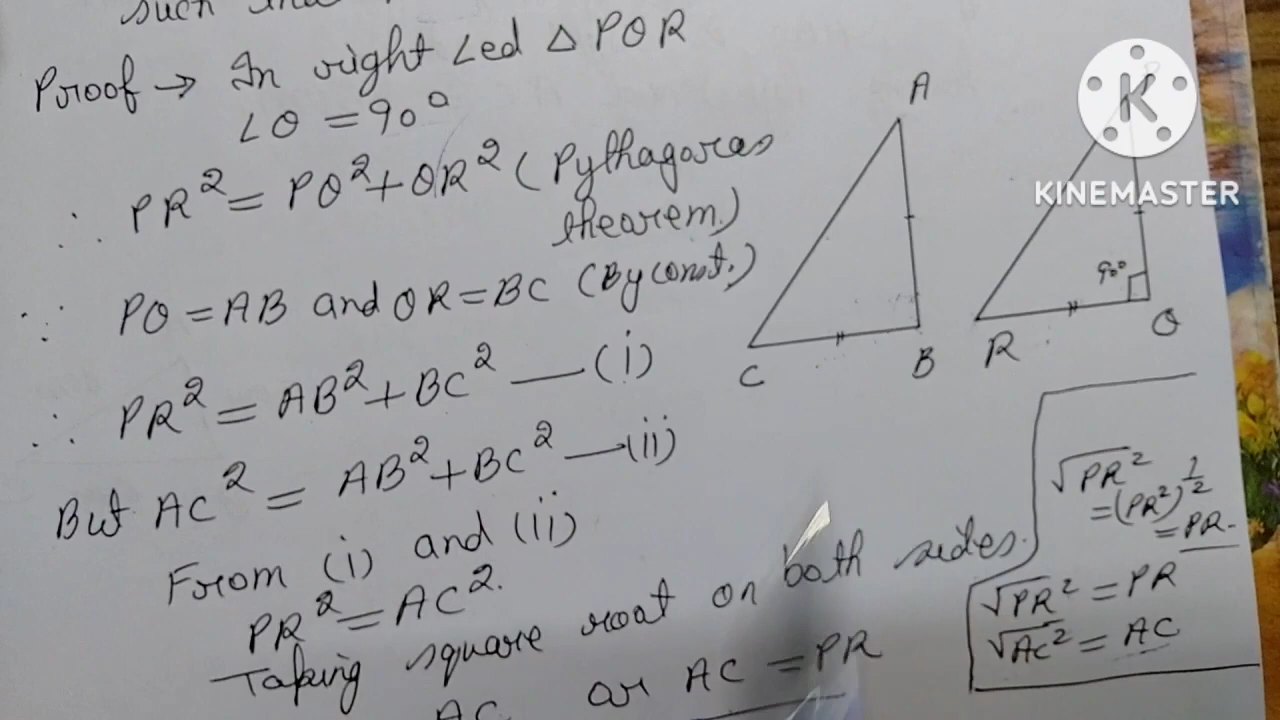 such
Proof → In right ∠ed △ PQR
∠Q = 90°
∴ PR² = PQ² + QR² (Pythagoras
theorem)
∵ PQ = AB and QR = BC (By const.)
∴ PR² = AB² + BC² — (i)
But AC² = AB² + BC² — (ii)
From (i) and (ii)
PR² = AC².
Taking square root on both sides.
AC or AC = PR
A
B
C
K
KINEMASTER
90°
R
Q
√PR²
= (PR²)^1/2
= PR.
√PR² = PR
√AC² = AC